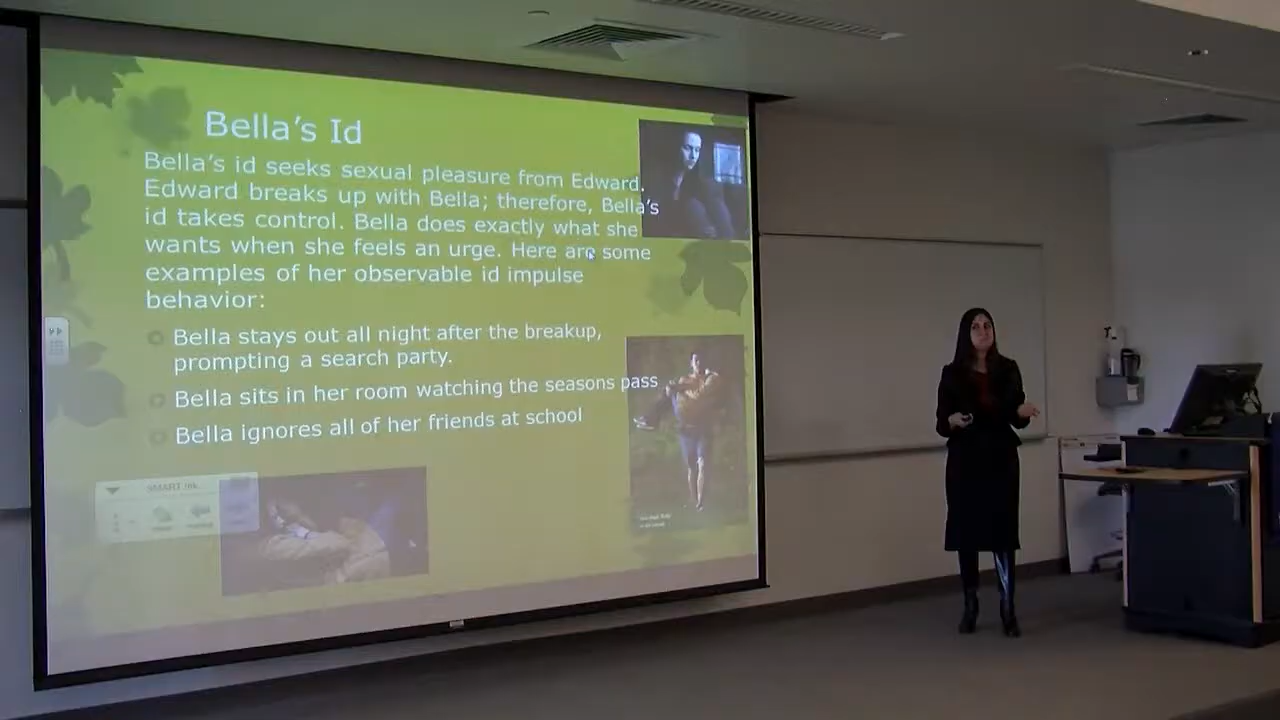 Bella's Id
Bella's id seeks sexual pleasure from Edward.
Edward breaks up with Bella; therefore, Bella's
id takes control. Bella does exactly what she
wants when she feels an urge. Here are some
examples of her observable id impulse
behavior:
Bella stays out all night after the breakup,
prompting a search party.
Bella sits in her room watching the seasons pass
Bella ignores all of her friends at school
SMART Ink